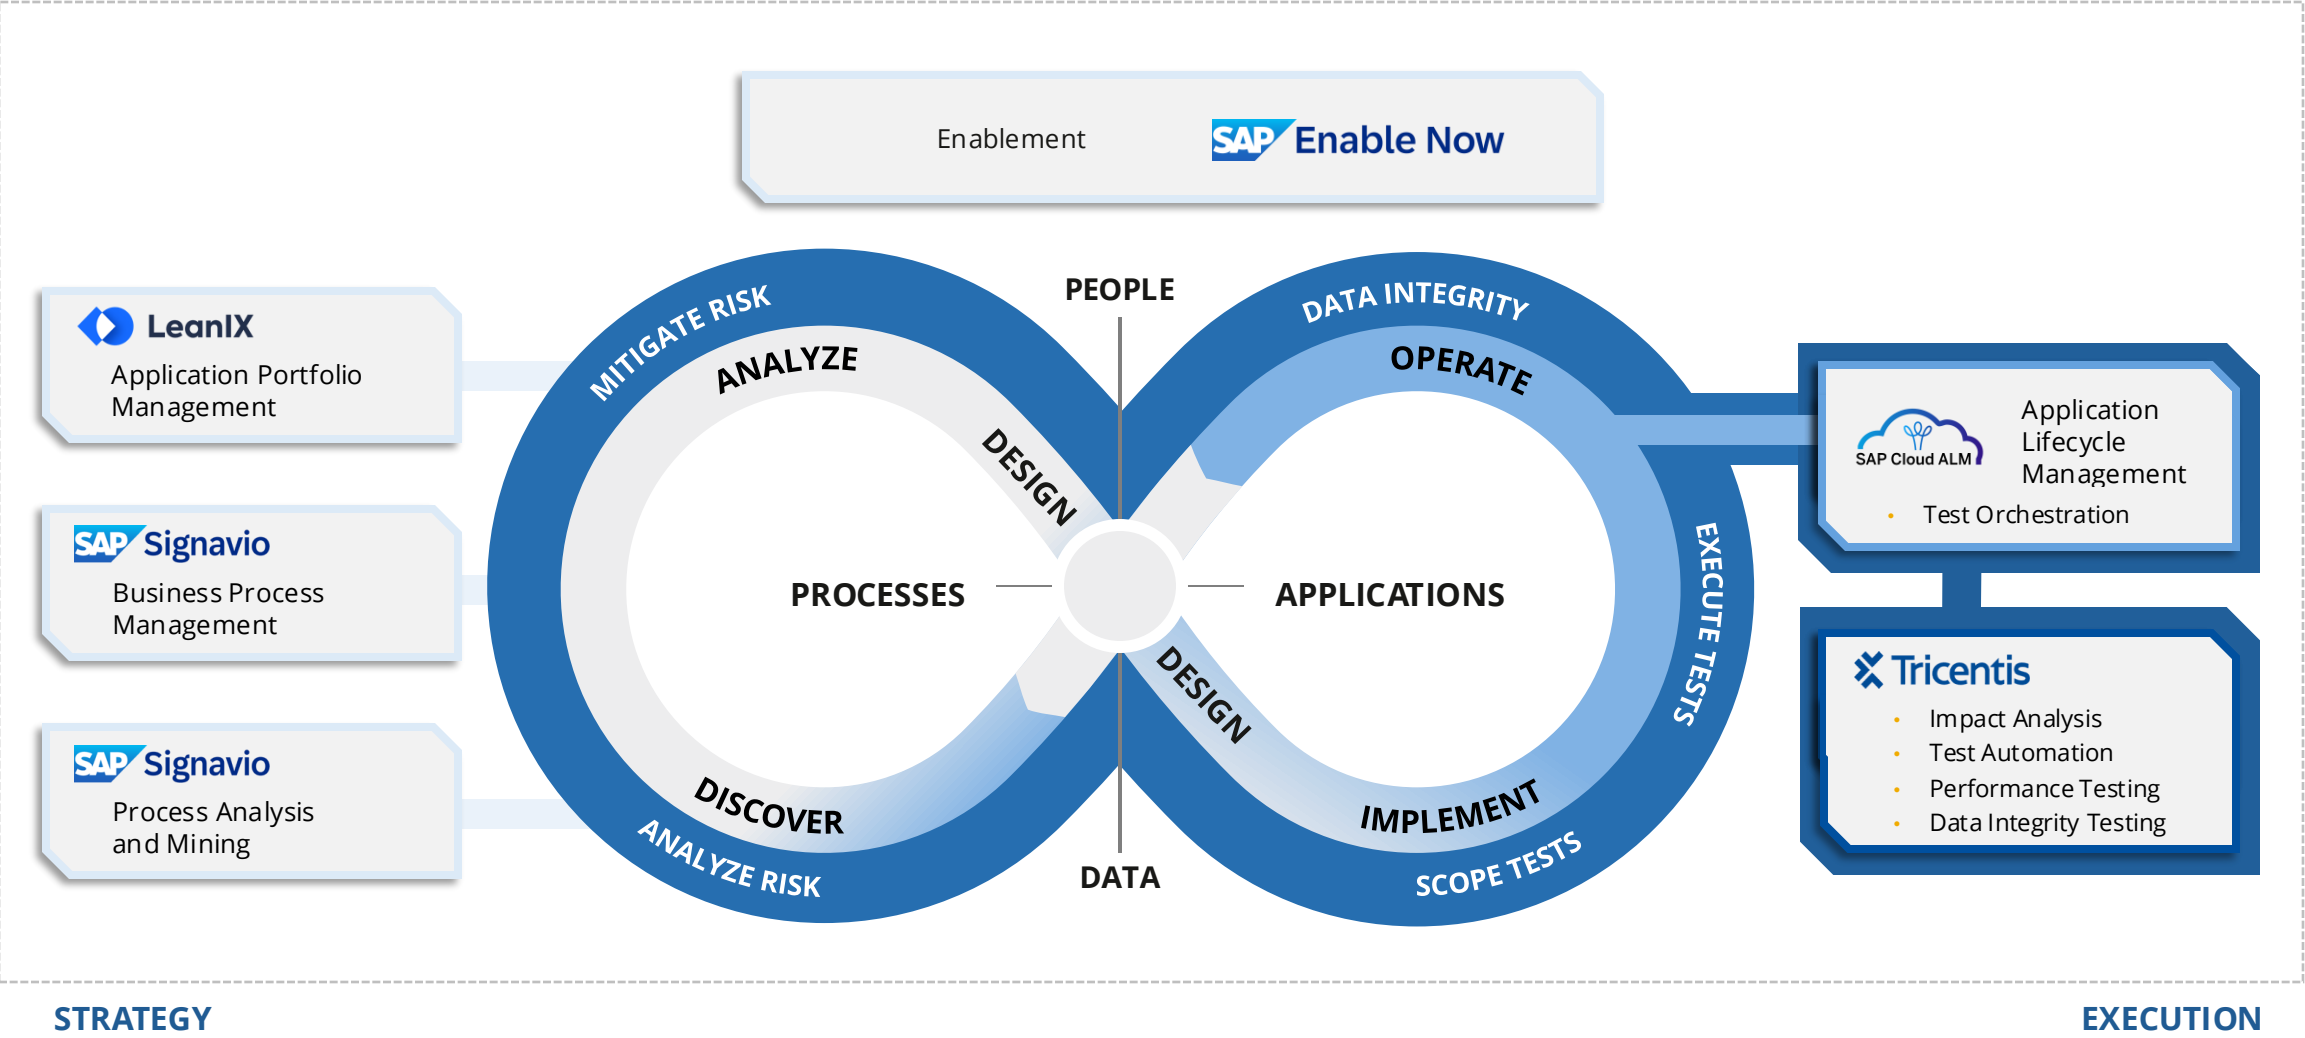 Enablement
SAP Enable Now
LeanIX
Application Portfolio
Management
SAP Signavio
Business Process
Management
SAP Signavio
Process Analysis
and Mining
MITIGATE RISK
ANALYZE
DESIGN
PROCESSES
DISCOVER
ANALYZE RISK
PEOPLE
DATA
DATA INTEGRITY
OPERATE
APPLICATIONS
EXECUTE TESTS
DESIGN
IMPLEMENT
SCOPE TESTS
SAP Cloud ALM
Application
Lifecycle
Management
• Test Orchestration
Tricentis
• Impact Analysis
• Test Automation
• Performance Testing
• Data Integrity Testing
STRATEGY
EXECUTION